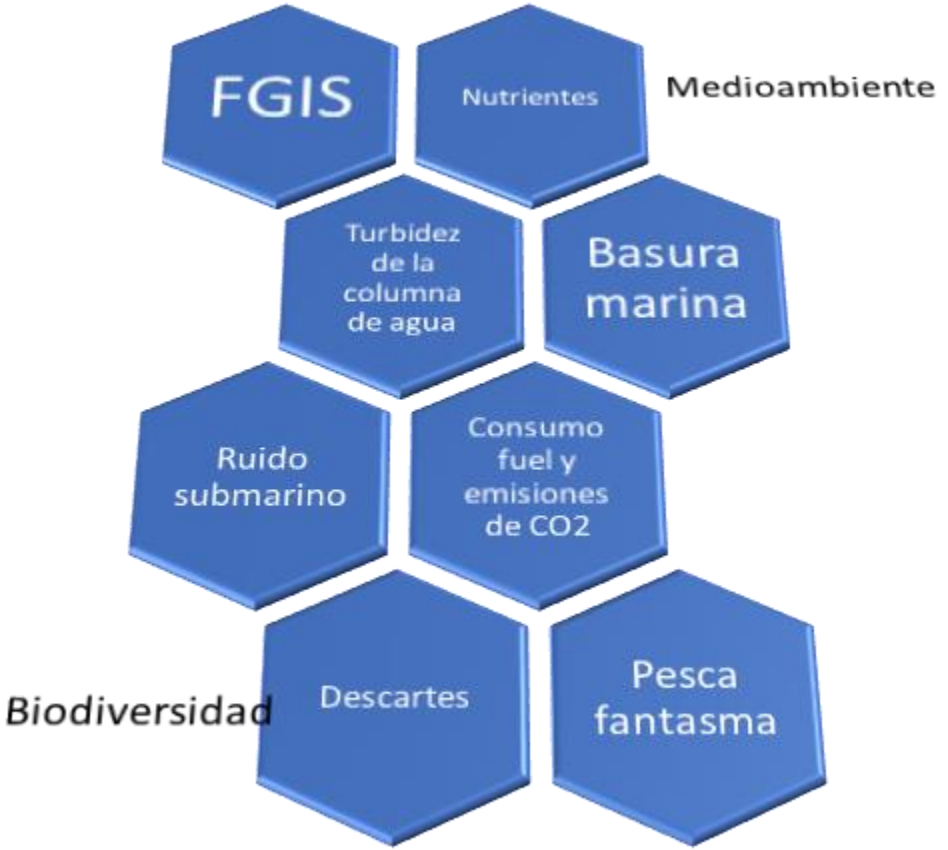 FGIS
Nutrientes
Medioambiente
Turbidez
de la
columna
de agua
Basura
marina
Ruido
submarino
Consumo
fuel y
emisiones
de CO2
Biodiversidad
Descartes
Pesca
fantasma